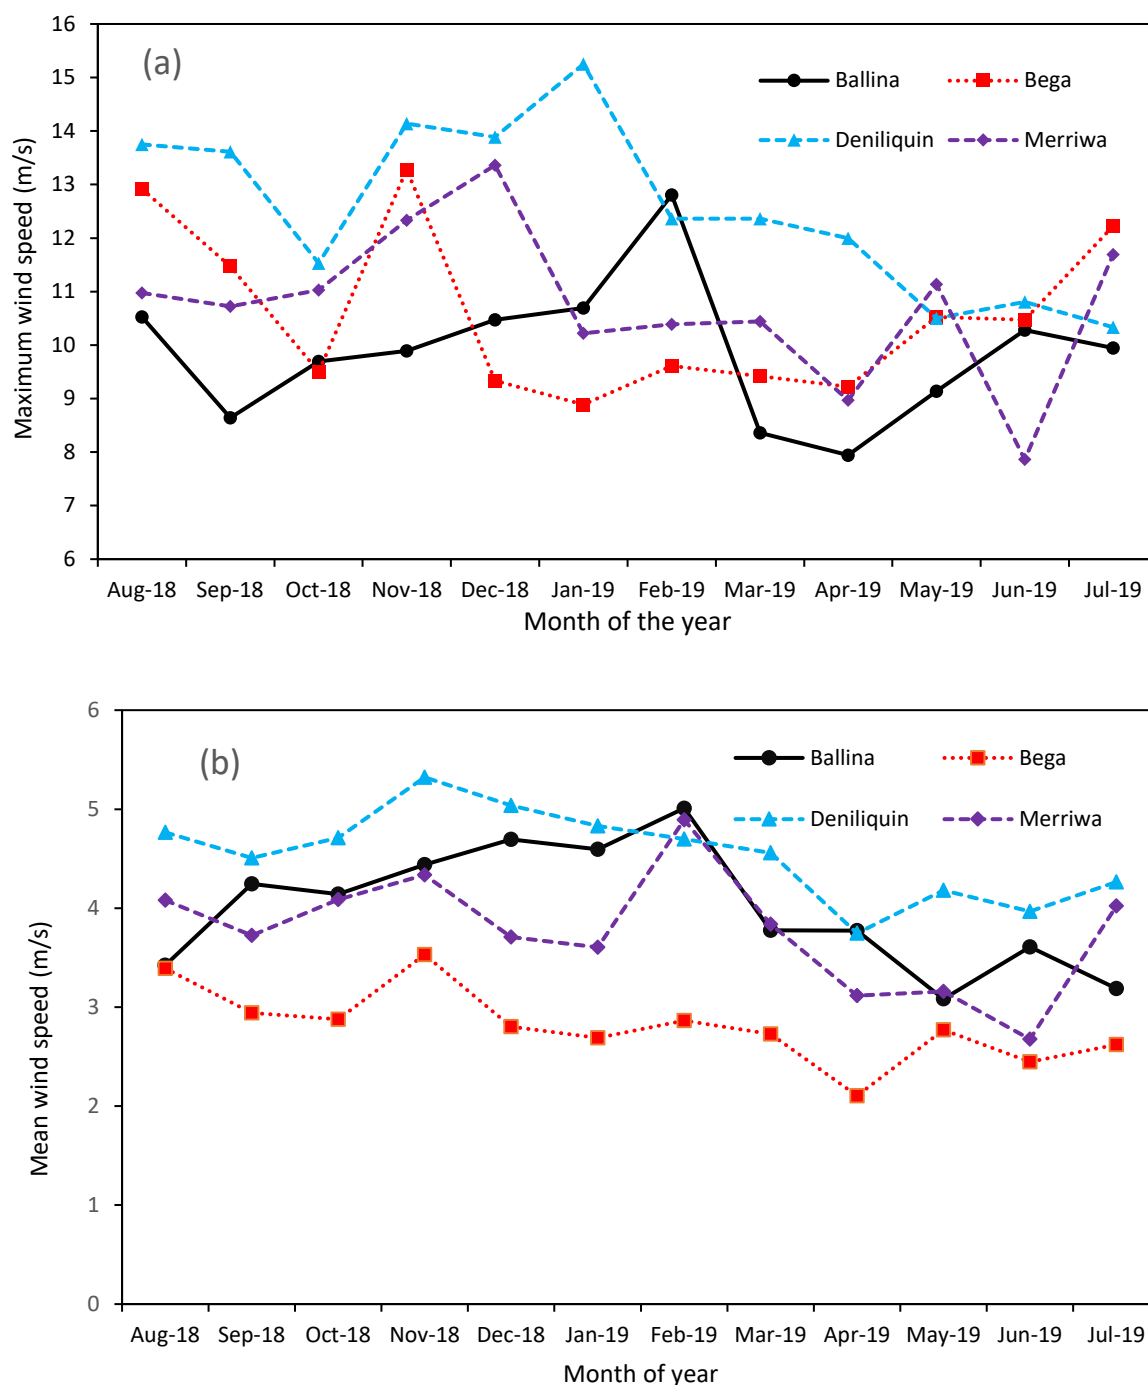 (a)
Ballina
Bega
Deniliquin
Merriwa
Maximum wind speed (m/s)
16
15
14
13
12
11
10
9
8
7
6
Aug-18 Sep-18 Oct-18 Nov-18 Dec-18 Jan-19 Feb-19 Mar-19 Apr-19 May-19 Jun-19 Jul-19
Month of the year
(b)
Ballina
Bega
Deniliquin
Merriwa
Mean wind speed (m/s)
6
5
4
3
2
1
0
Aug-18 Sep-18 Oct-18 Nov-18 Dec-18 Jan-19 Feb-19 Mar-19 Apr-19 May-19 Jun-19 Jul-19
Month of year